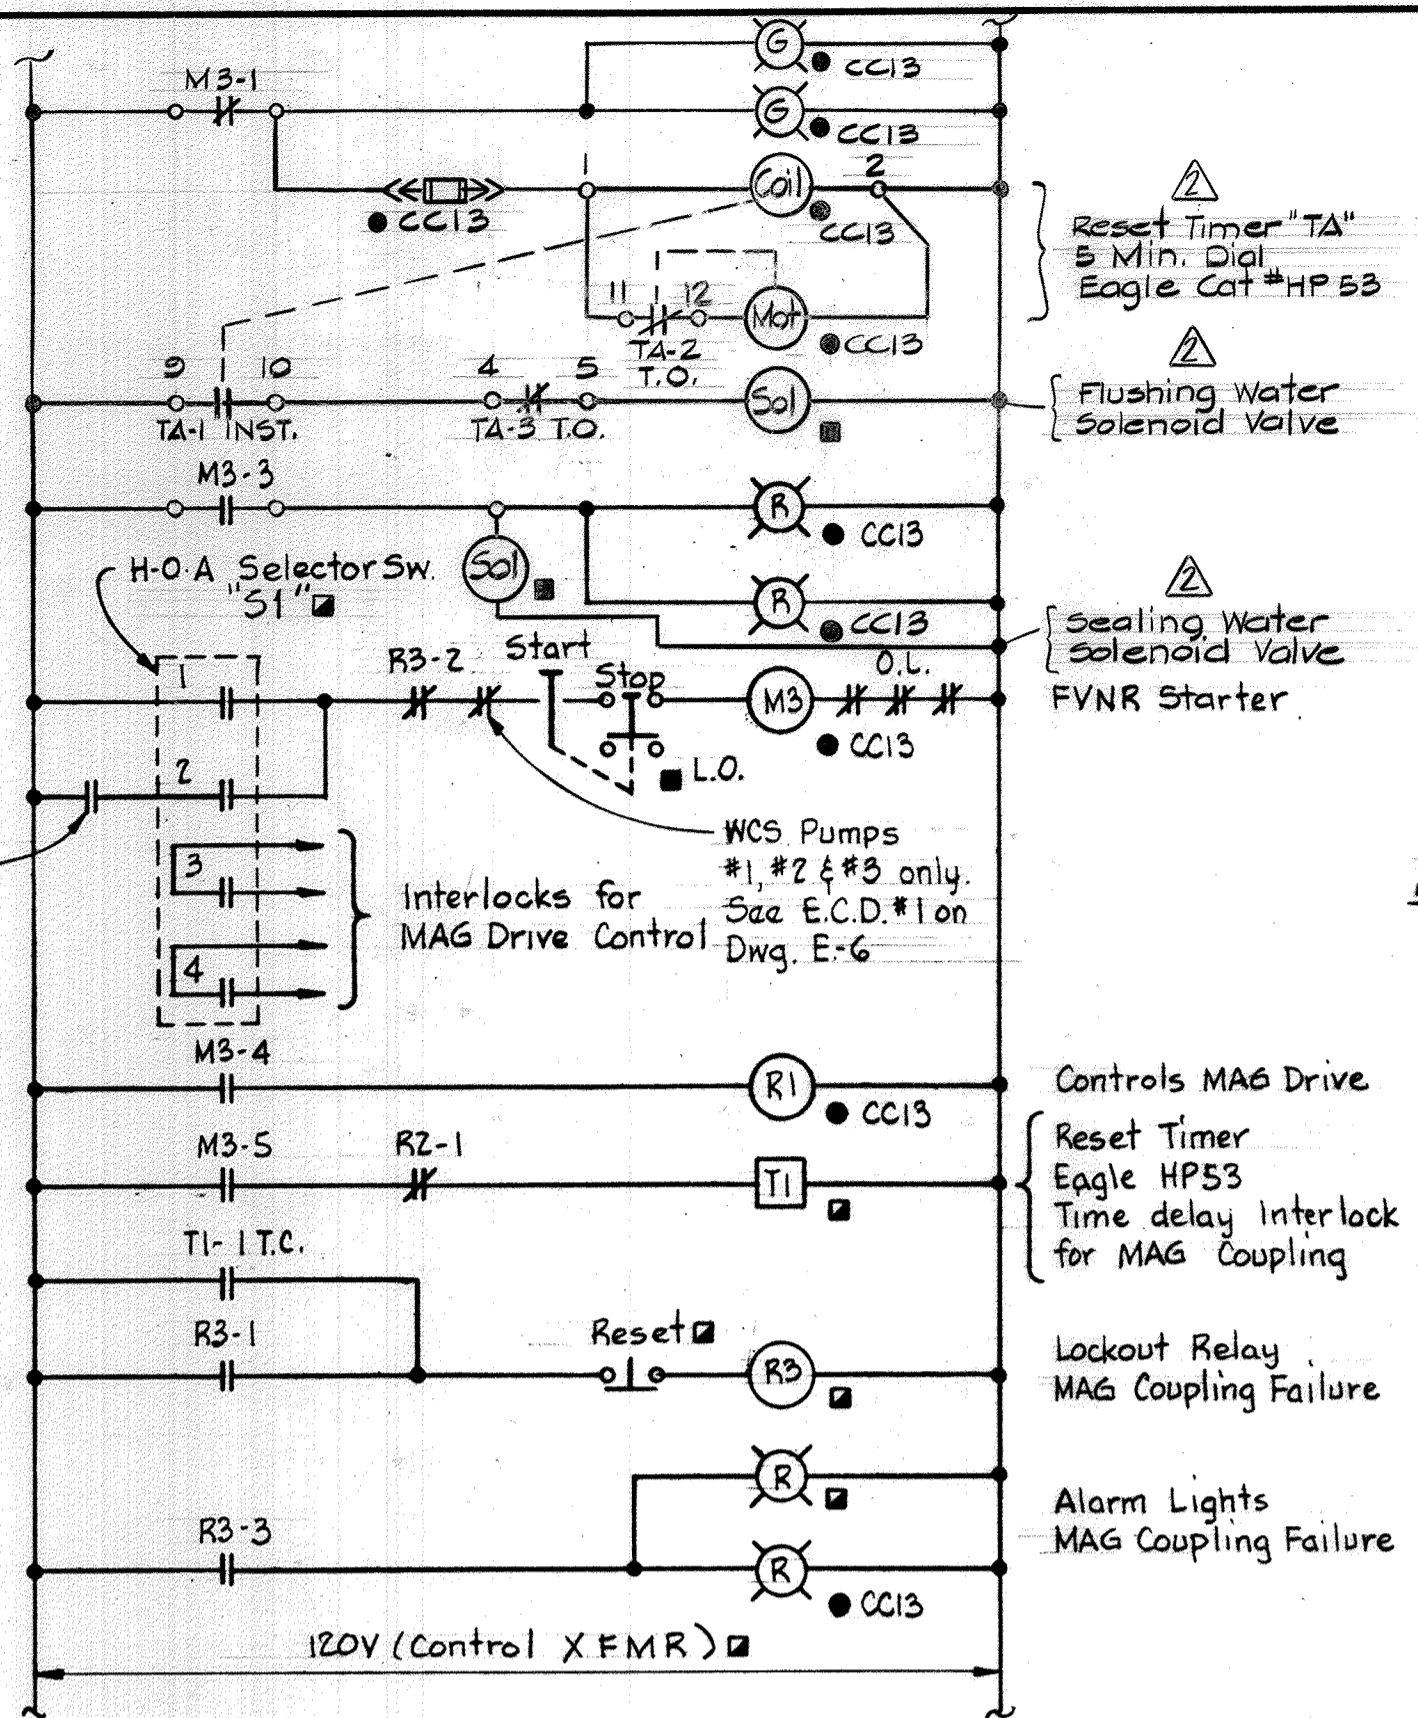 G
CC13
M3-1
G
CC13
Coil
2
CC13
CC13
2
Reset Timer "TA"
5 Min. Dial
Eagle Cat #HP 53
11
12
Mot
CC13
TA-2
T.O.
9
10
4
5
Sol
TA-1 INST.
TA-3 T.O.
2
Flushing Water
Solenoid Valve
M3-3
R
CC13
H-O-A Selector Sw.
"S1"
Sol
R
CC13
2
Sealing Water
Solenoid Valve
1
R3-2
Start
Stop
M3
O.L.
FVNR Starter
CC13
L.O.
2
WCS Pumps
#1, #2 & #3 only.
See E.C.D. #1 on
Dwg. E-6
3
4
Interlocks for
MAG Drive Control
M3-4
R1
CC13
Controls MAG Drive
M3-5
R2-1
T1
Reset Timer
Eagle HP53
Time delay Interlock
for MAG Coupling
T1-1 T.C.
R3-1
Reset
R3
Lockout Relay
MAG Coupling Failure
R
R3-3
R
CC13
Alarm Lights
MAG Coupling Failure
120V (Control XFMR)